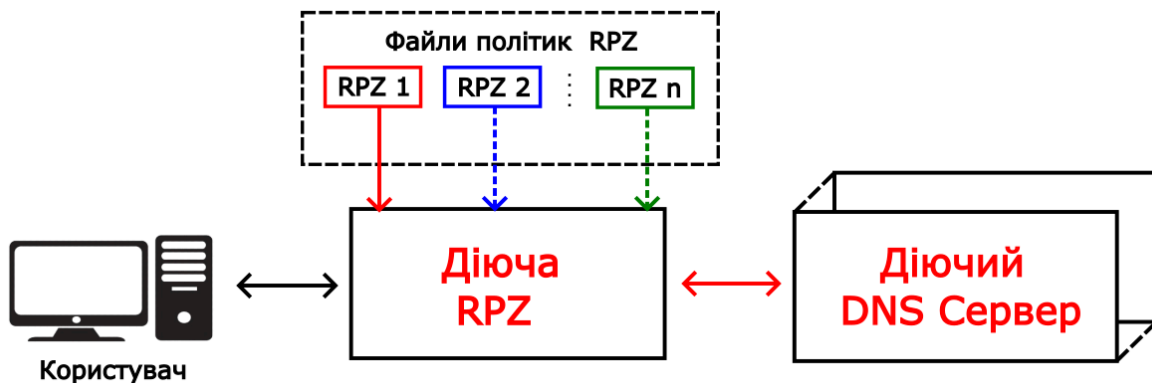 Файли політик RPZ
RPZ 1
RPZ 2
RPZ n
Діюча
RPZ
Діючий
DNS Сервер
Користувач